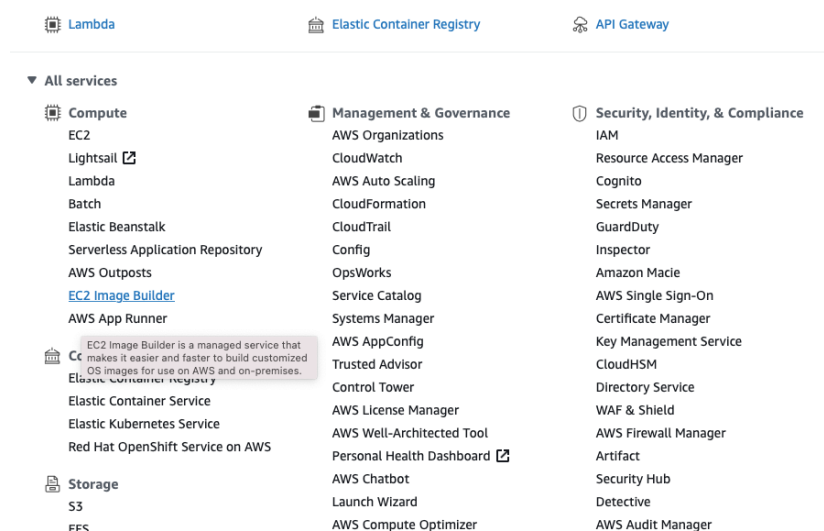 Lambda
Elastic Container Registry
API Gateway
All services
Compute
EC2
Lightsail
Lambda
Batch
Elastic Beanstalk
Serverless Application Repository
AWS Outposts
EC2 Image Builder
AWS App Runner
EC2 Image Builder is a managed service that
makes it easier and faster to build customized
OS images for use on AWS and on-premises.
Elastic Container Registry
Elastic Container Service
Elastic Kubernetes Service
Red Hat OpenShift Service on AWS
Storage
S3
EFS
Management & Governance
AWS Organizations
CloudWatch
AWS Auto Scaling
CloudFormation
CloudTrail
Config
OpsWorks
Service Catalog
Systems Manager
AWS AppConfig
Trusted Advisor
Control Tower
AWS License Manager
AWS Well-Architected Tool
Personal Health Dashboard
AWS Chatbot
Launch Wizard
AWS Compute Optimizer
Security, Identity, & Compliance
IAM
Resource Access Manager
Cognito
Secrets Manager
GuardDuty
Inspector
Amazon Macie
AWS Single Sign-On
Certificate Manager
Key Management Service
CloudHSM
Directory Service
WAF & Shield
AWS Firewall Manager
Artifact
Security Hub
Detective
AWS Audit Manager